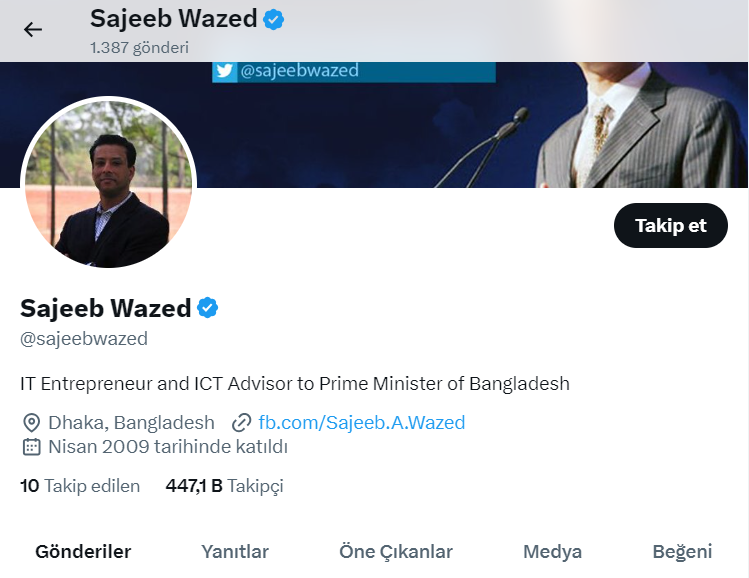 Sajeeb Wazed
1.387 gönderi
@sajeebwazed
Takip et
Sajeeb Wazed
@sajeebwazed
IT Entrepreneur and ICT Advisor to Prime Minister of Bangladesh
Dhaka, Bangladesh fb.com/Sajeeb.A.Wazed
Nisan 2009 tarihinde katıldı
10 Takip edilen 447,1 B Takipçi
Gönderiler Yanıtlar Öne Çıkanlar Medya Beğeni